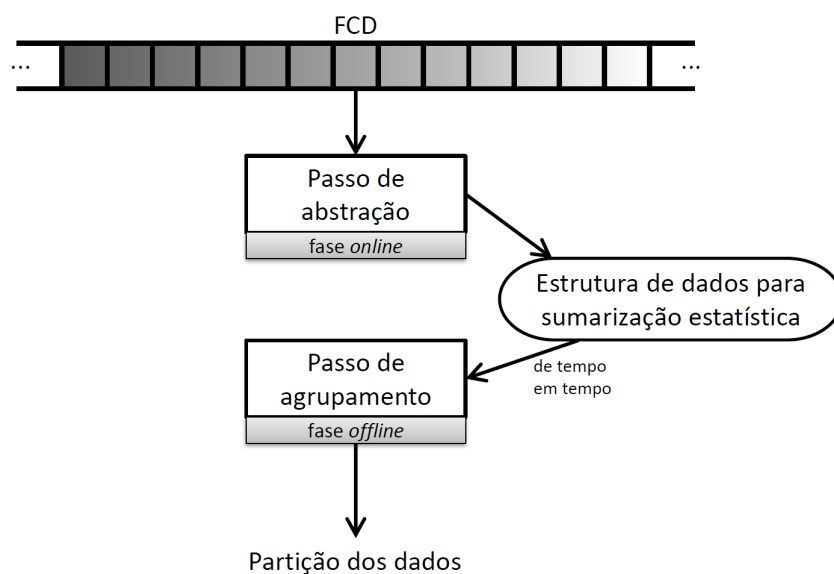 FCD
... ...
Passo de
abstração
fase online
Estrutura de dados para
sumarização estatística
de tempo
em tempo
Passo de
agrupamento
fase offline
Partição dos dados